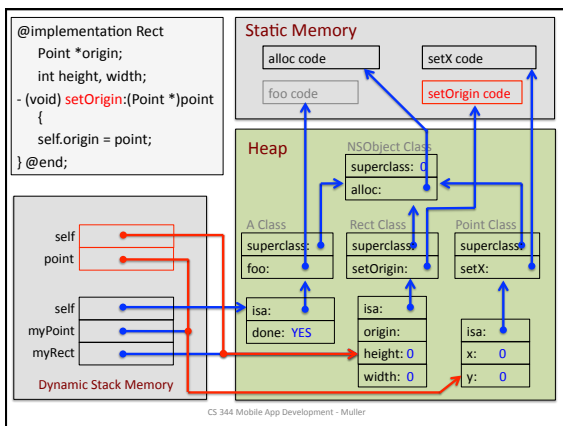 @implementation Rect
Point *origin;
int height, width;
- (void) setOrigin:(Point *)point
{
self.origin = point;
} @end;
Static Memory
alloc code
setX code
foo code
setOrigin code
Heap
NSObject Class
superclass: 0
alloc:
A Class
Rect Class
Point Class
superclass:
superclass:
superclass:
foo:
setOrigin:
setX:
self
point
self
myPoint
myRect
Dynamic Stack Memory
isa:
done: YES
isa:
origin:
height: 0
width: 0
isa:
x: 0
y: 0
CS 344 Mobile App Development - Muller